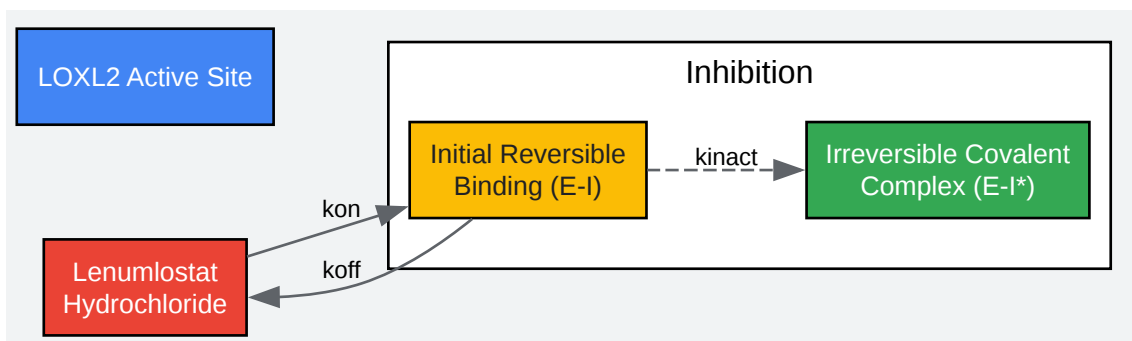 LOXL2 Active Site
Inhibition
Initial Reversible
Binding (E-I)
kinact
Irreversible Covalent
Complex (E-I*)
kon
koff
Lenumlostat
Hydrochloride